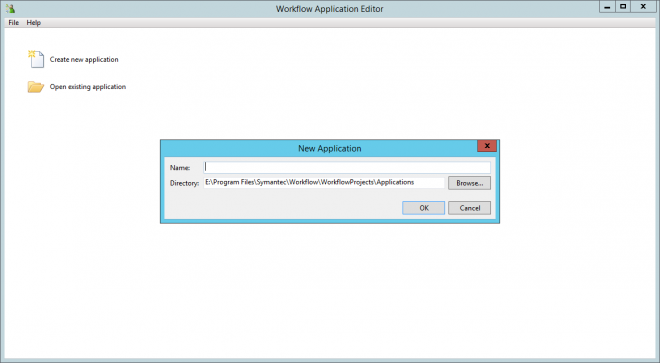 Workflow Application Editor
File Help
Create new application
Open existing application
New Application
Name:
Directory: E:\Program Files\Symantec\Workflow\WorkflowProjects\Applications Browse...
OK Cancel